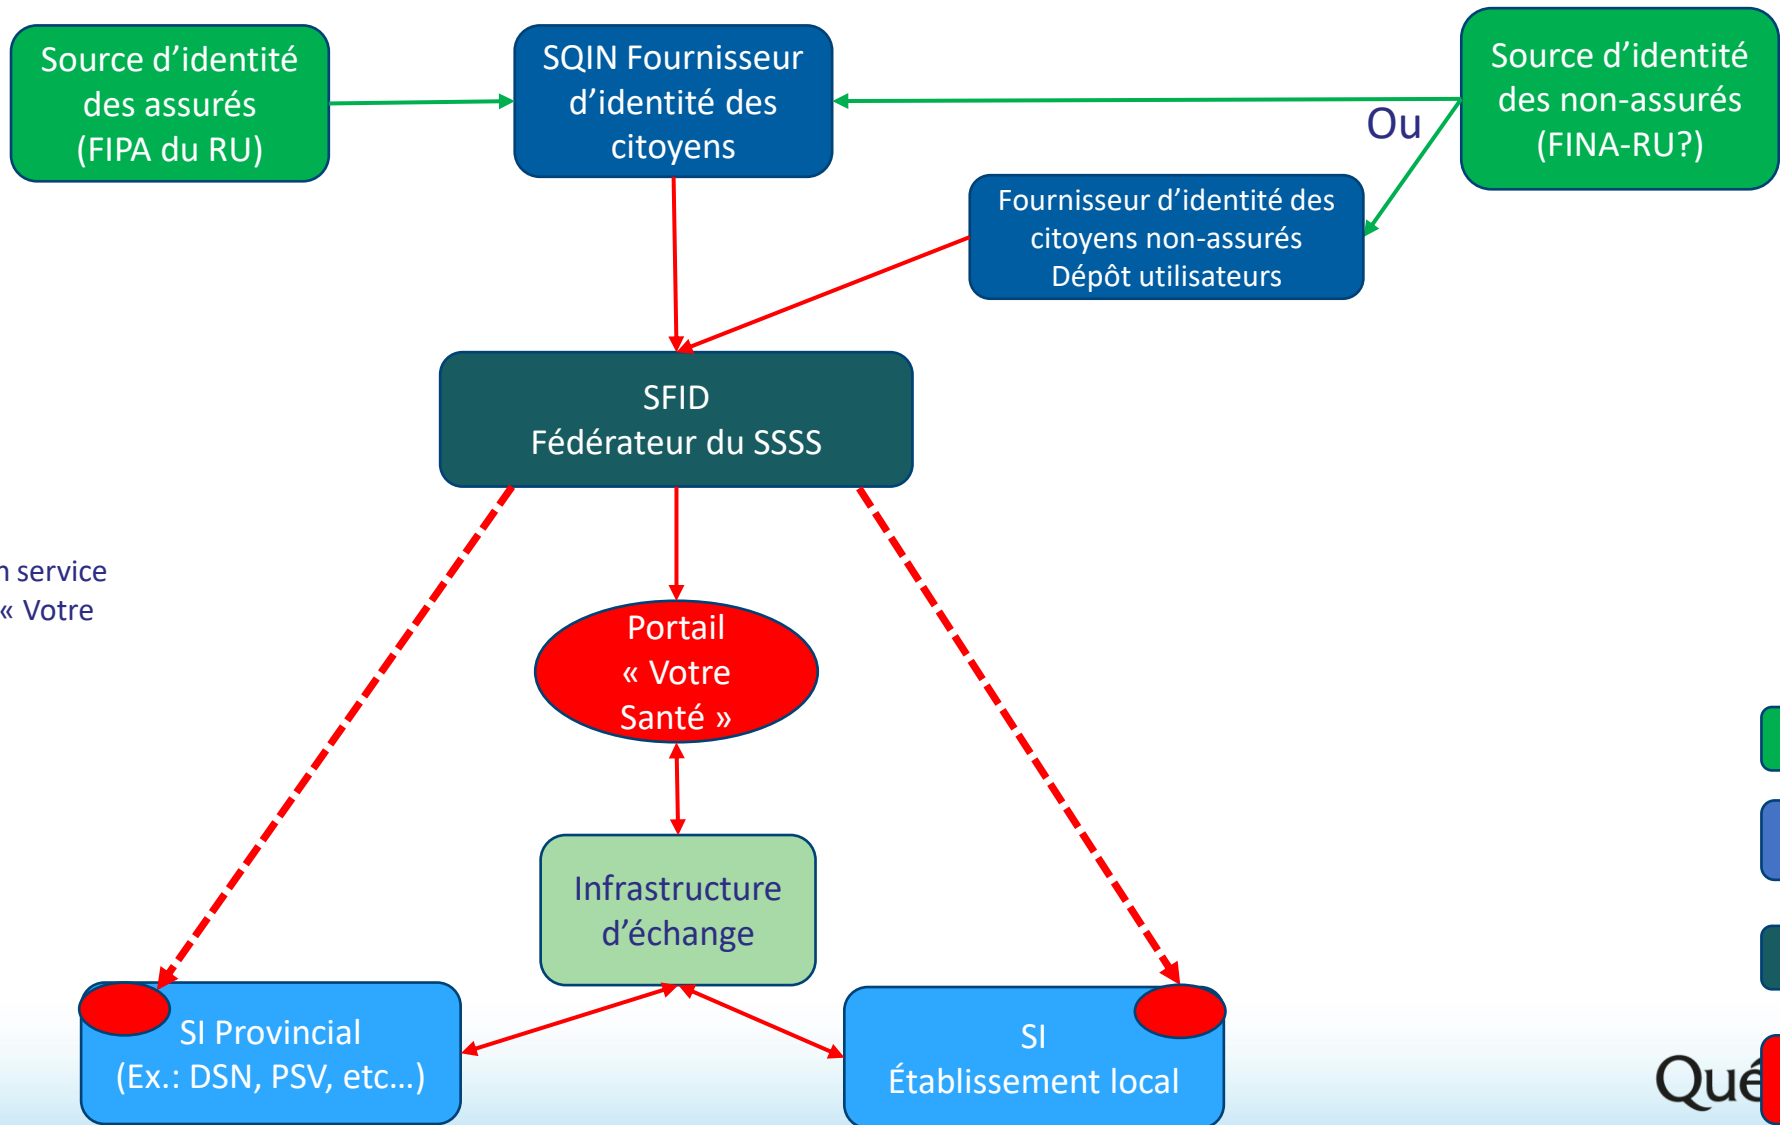 Source d’identité
des assurés
(FIPA du RU)
SQIN Fournisseur
d’identité des
citoyens
Source d’identité
des non-assurés
(FINA-RU?)
Ou
Fournisseur d’identité des
citoyens non-assurés
Dépôt utilisateurs
SFID
Fédérateur du SSSS
service
« Votre
Portail
« Votre
Santé »
Infrastructure
d’échange
SI Provincial
(Ex.: DSN, PSV, etc…)
SI
Établissement local